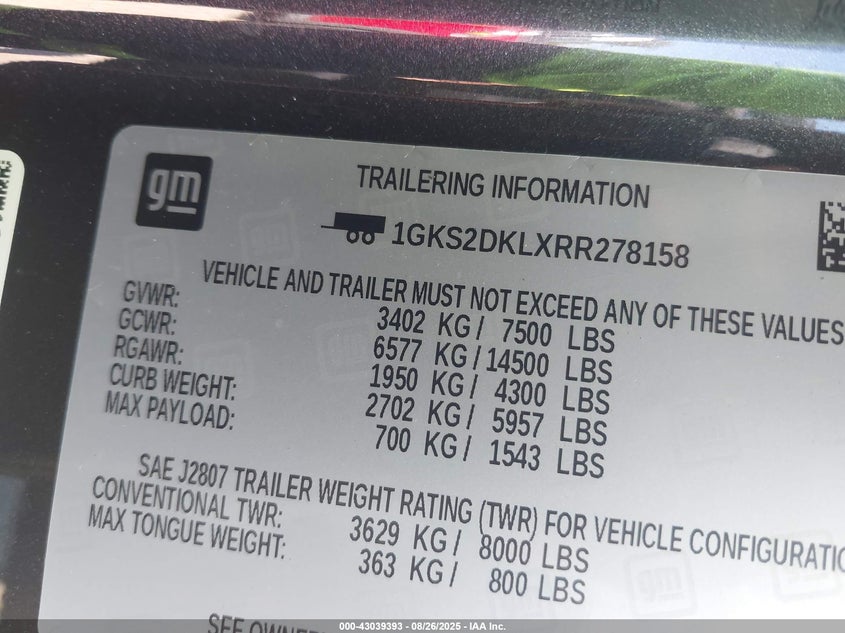 gm
TRAILERING INFORMATION
1GKS2DKLXRR278158
VEHICLE AND TRAILER MUST NOT EXCEED ANY OF THESE VALUES
GVWR: 3402 KG / 7500 LBS
GCWR: 6577 KG / 14500 LBS
RGAWR: 1950 KG / 4300 LBS
CURB WEIGHT: 2702 KG / 5957 LBS
MAX PAYLOAD: 700 KG / 1543 LBS
SAE J2807 TRAILER WEIGHT RATING (TWR) FOR VEHICLE CONFIGURATIO
CONVENTIONAL TWR: 3629 KG / 8000 LBS
MAX TONGUE WEIGHT: 363 KG / 800 LBS
SEE OWNE
000-43039393 - 08/26/2025 - IAA Inc.